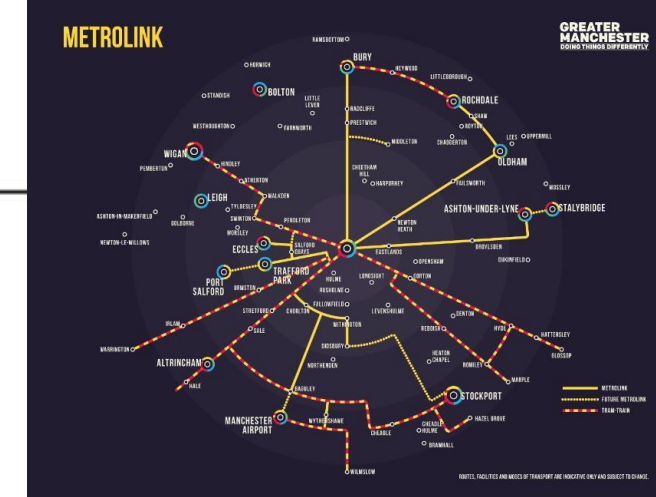 METROLINK
GREATER
MANCHESTER
DOING THINGS DIFFERENTLY
RAMSBOTTOM
BURY
HORWICH
HEYWOOD
LITTLEBOROUGH
STANDISH
BOLTON
LITTLE
LEVER
ROCHDALE
RADCLIFFE
SHAW
PRESTWICH
ROYTON
WESTHOUGHTON
FARNWORTH
LEES
UPPERMILL
MIDDLETON
CHADDERTON
WIGAN
OLDHAM
HINDLEY
PEMBERTON
CHEETHAM
HILL
HARPURHEY
ATHERTON
FAILSWORTH
MOSSLEY
WALKDEN
LEIGH
TYLDESLEY
ASHTON-UNDER-LYNE
STALYBRIDGE
ASHTON-IN-MAKERFIELD
GOLBORNE
SWINTON
PENDLETON
NEWTON
HEATH
WORSLEY
NEWTON-LE-WILLOWS
ECCLES
SALFORD
QUAYS
EASTLANDS
DROYLSDEN
OPENSHAW
DUKINFIELD
TRAFFORD
PARK
PORT
SALFORD
HULME
LONGSIGHT
GORTON
URMSTON
RUSHOLME
FALLOWFIELD
STRETFORD
CHORLTON
LEVENSHULME
DENTON
IRLAM
SALE
WITHINGTON
REDDISH
HYDE
HATTERSLEY
WARRINGTON
DIDSBURY
GLOSSOP
ALTRINCHAM
NORTHENDEN
HEATON
CHAPEL
ROMILEY
HALE
MARPLE
BAGULEY
STOCKPORT
METROLINK
FUTURE METROLINK
TRAM-TRAIN
MANCHESTER
AIRPORT
WYTHENSHAWE
CHEADLE
CHEADLE
HULME
HAZEL GROVE
BRAMHALL
WILMSLOW
ROUTES, FACILITIES AND MODES OF TRANSPORT ARE INDICATIVE ONLY AND SUBJECT TO CHANGE.